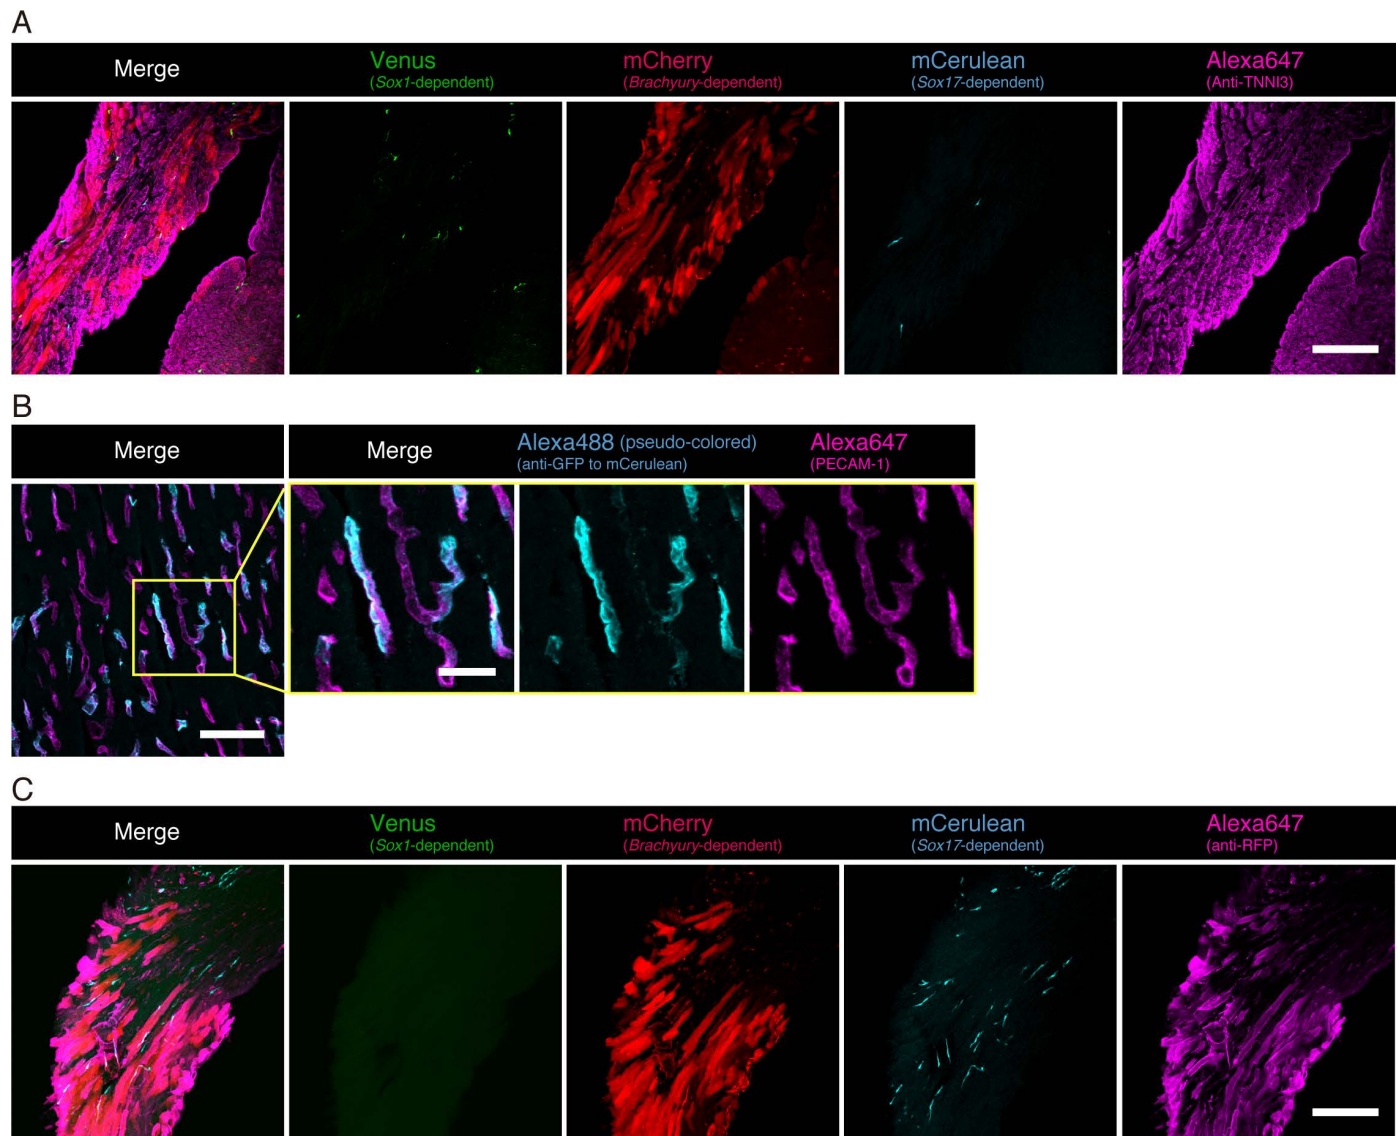 A
Merge
Venus
(Sox1-dependent)
mCherry
(Brachyury-dependent)
mCerulean
(Sox17-dependent)
Alexa647
(Anti-TNNI3)
B
Merge
Merge
Alexa488 (pseudo-colored)
(anti-GFP to mCerulean)
Alexa647
(PECAM-1)
C
Merge
Venus
(Sox1-dependent)
mCherry
(Brachyury-dependent)
mCerulean
(Sox17-dependent)
Alexa647
(anti-RFP)